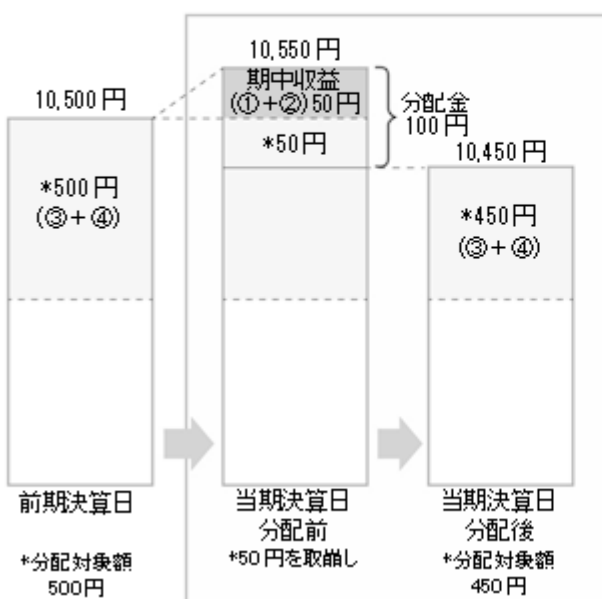 10,500円
*500円
(③+④)
前期決算日
*分配対象額
500円
10,550円
期中収益
(①+②)50円
*50円
分配金
100円
当期決算日
分配前
*50円を取崩し
10,450円
*450円
(③+④)
当期決算日
分配後
*分配対象額
450円